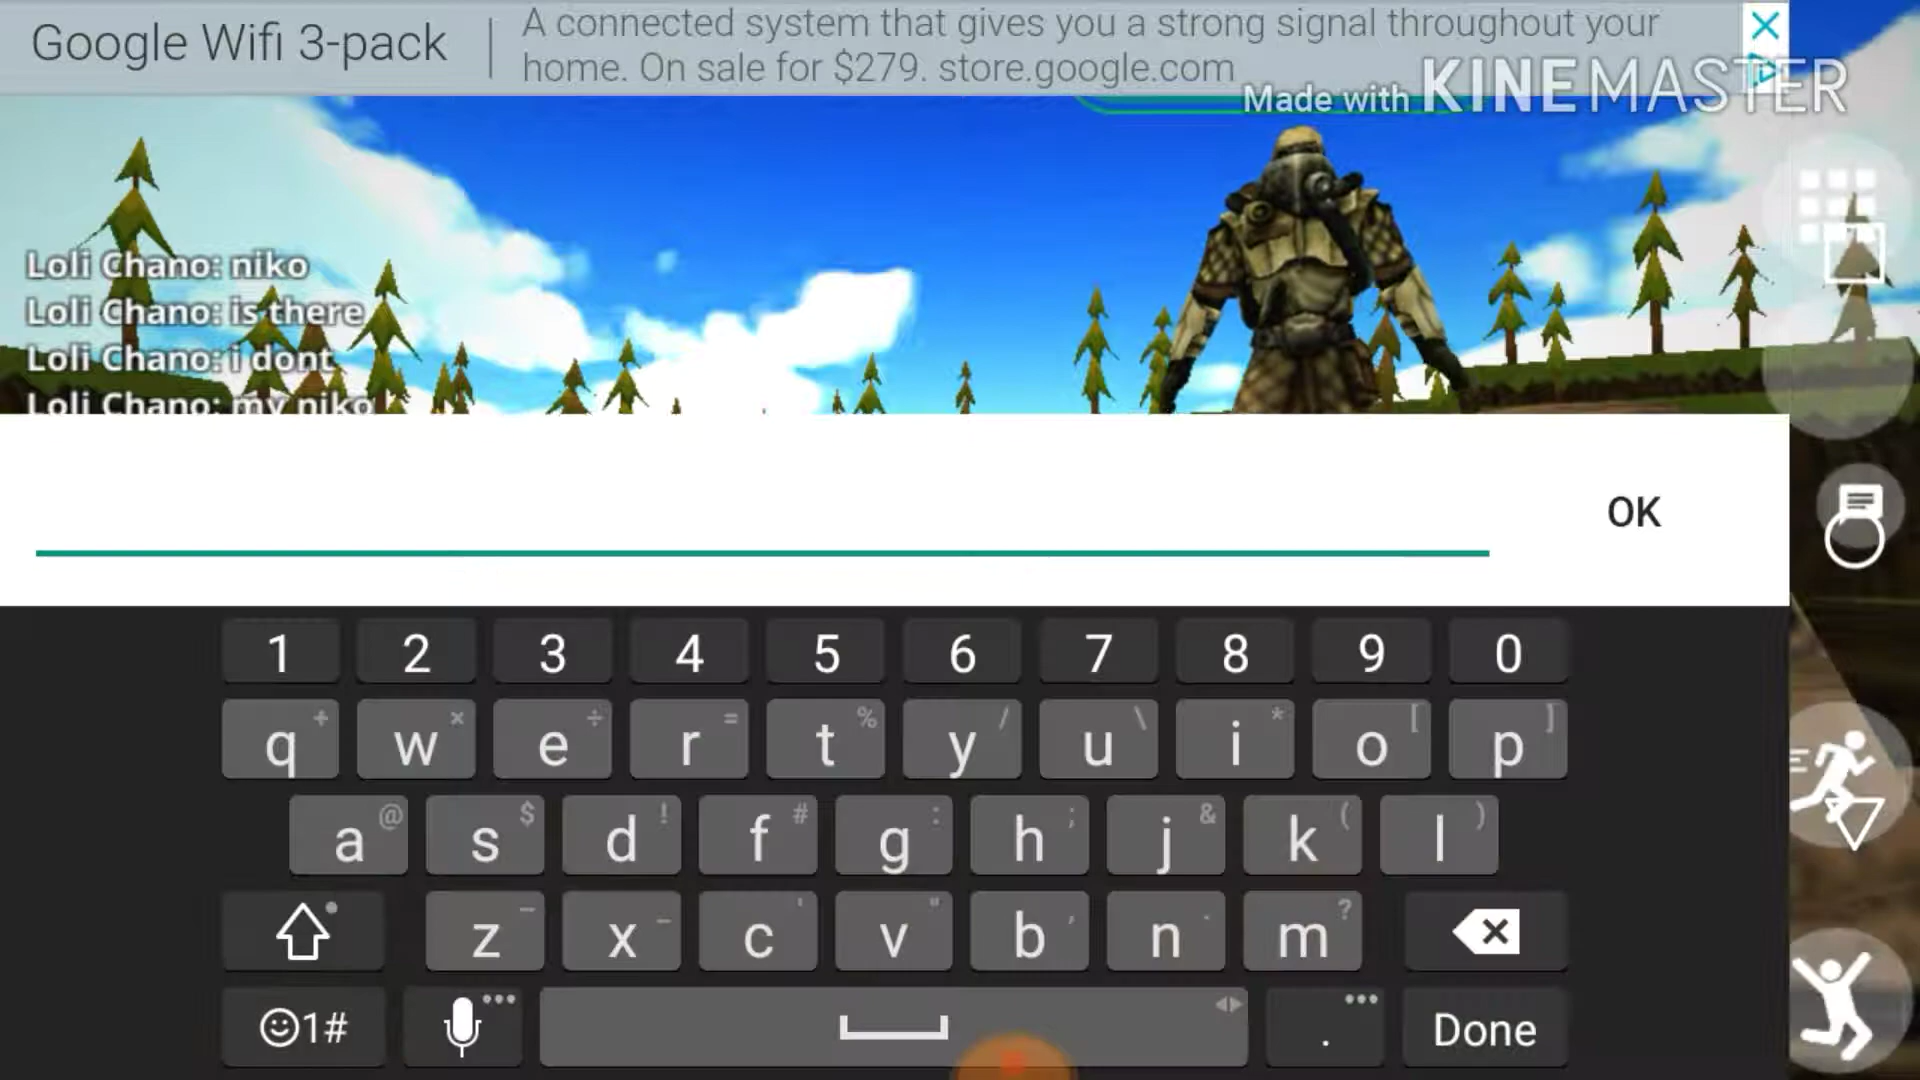 Google Wifi 3-pack
A connected system that gives you a strong signal throughout your
home. On sale for $279. store.google.com
Made with KINEMASTER
Loli Chano: niko
Loli Chano: is there
Loli Chano: i dont
Loli Chano: my niko
OK
1 2 3 4 5 6 7 8 9 0
q + w × e ÷ r = t % y / u \ i * o [ p ]
a @ s $ d ! f # g : h ; j & k ( l )
z - x _ c ' v " b , n . m ?
1# . Done